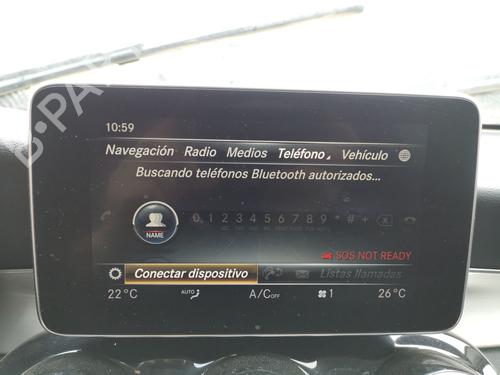 B-PARTS
10:59
Navegación Radio Medios Teléfono Vehículo
Buscando teléfonos Bluetooth autorizados...
NAME 0 1 2 3 4 5 6 7 8 9 * # +
SOS NOT READY
Conectar dispositivo Listas llamadas
22°C AUTO A/C OFF 1 26°C